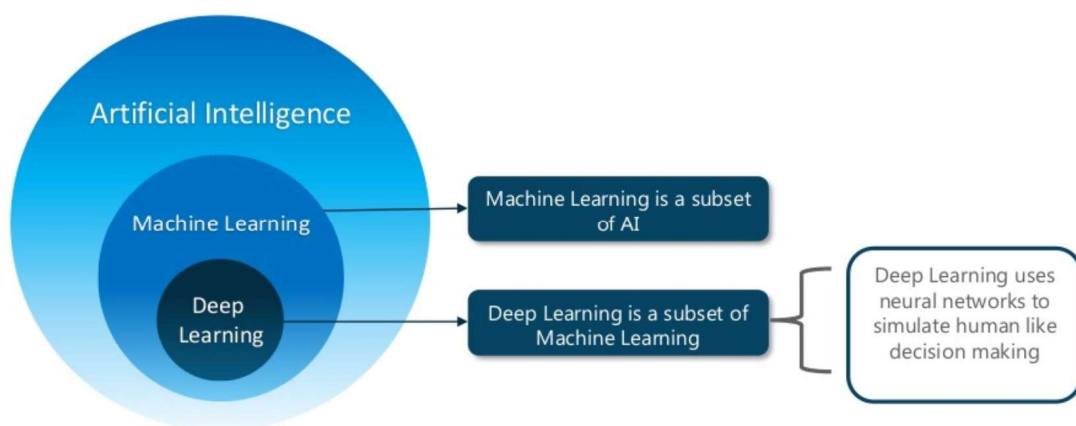 Artificial Intelligence
Machine Learning
Deep
Learning
Machine Learning is a subset
of AI
Deep Learning is a subset of
Machine Learning
Deep Learning uses
neural networks to
simulate human like
decision making